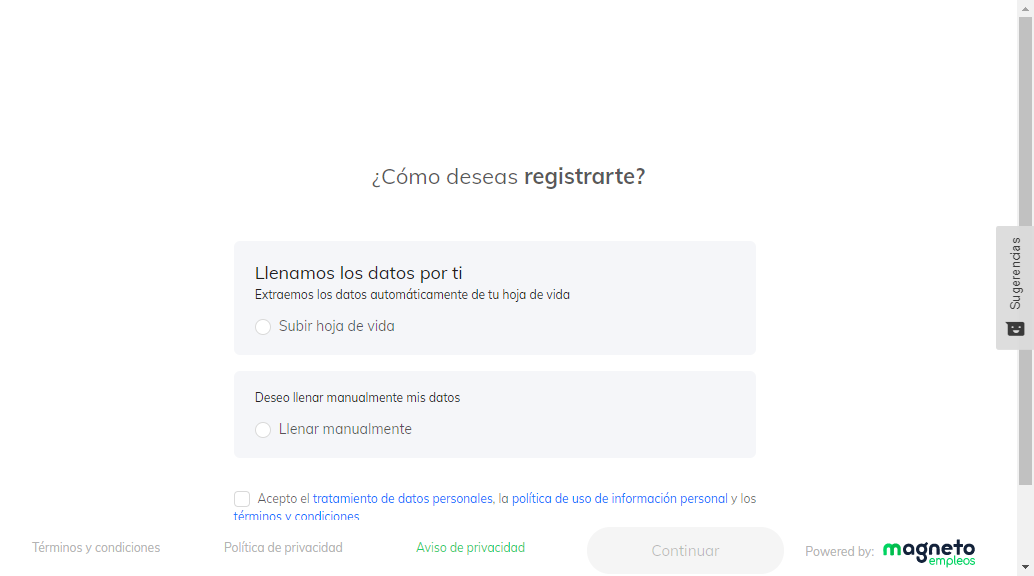 ¿Cómo deseas registrarte?
Llenamos los datos por ti
Extraemos los datos automáticamente de tu hoja de vida
Subir hoja de vida
Deseo llenar manualmente mis datos
Llenar manualmente
Acepto el tratamiento de datos personales, la política de uso de información personal y los
términos y condiciones
Términos y condiciones
Política de privacidad
Aviso de privacidad
Continuar
Powered by:
magneto
empleos
Sugerencias